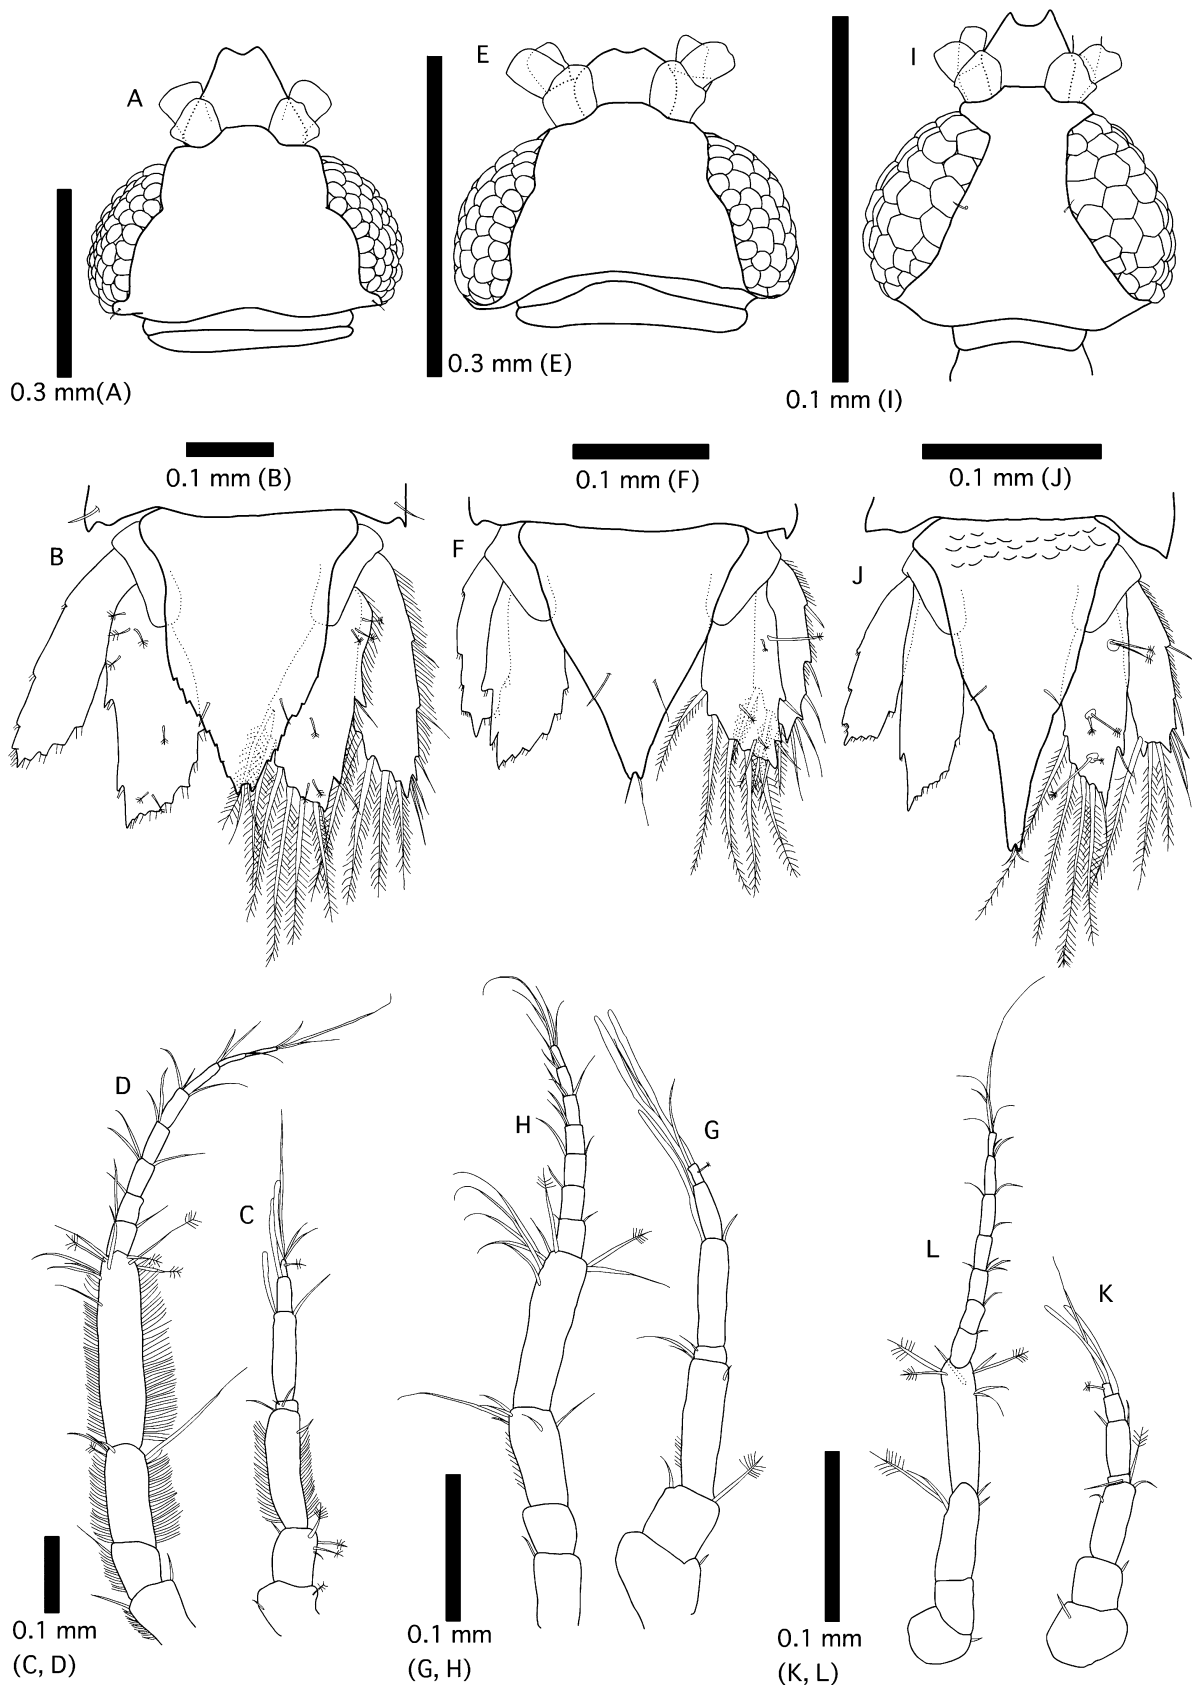 A
E
I
0.3 mm(A)
0.3 mm (E)
0.1 mm (I)
0.1 mm (B)
0.1 mm (F)
0.1 mm (J)
B
F
J
D
C
H
G
L
K
0.1 mm
(C, D)
0.1 mm
(G, H)
0.1 mm
(K, L)